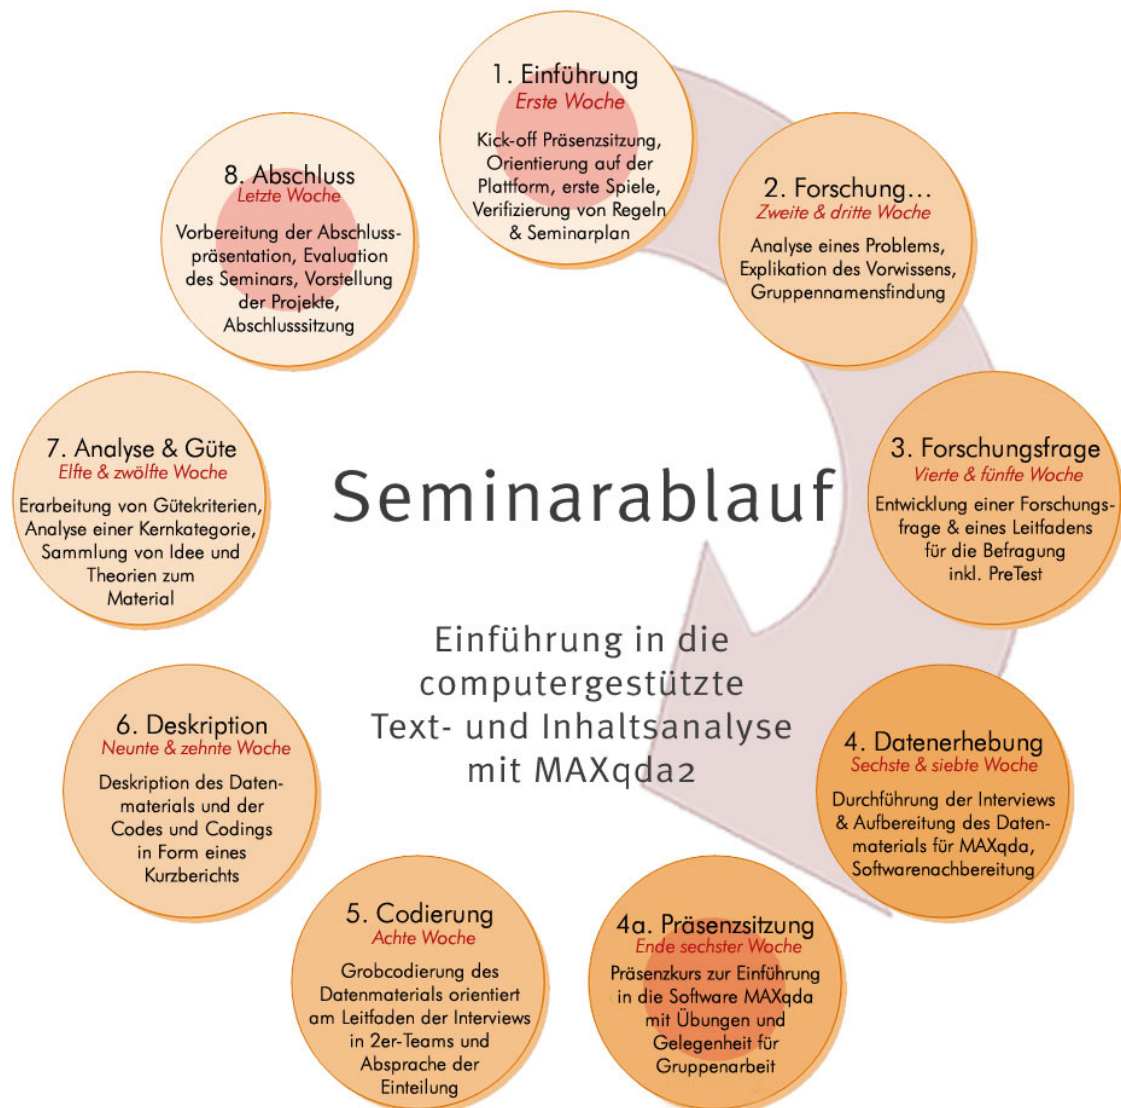 Seminarablauf
Einführung in die
computergestützte
Text- und Inhaltsanalyse
mit MAXqda2
1. Einführung
Erste Woche
Kick-off Präsenzsitzung,
Orientierung auf der
Plattform, erste Spiele,
Verifizierung von Regeln
& Seminarplan
2. Forschung...
Zweite & dritte Woche
Analyse eines Problems,
Explikation des Vorwissens,
Gruppennamensfindung
3. Forschungsfrage
Vierte & fünfte Woche
Entwicklung einer Forschungs-
frage & eines Leitfadens
für die Befragung
inkl. PreTest
4. Datenerhebung
Sechste & siebte Woche
Durchführung der Interviews
& Aufbereitung des Daten-
materials für MAXqda,
Softwarenachbereitung
4a. Präsenzsitzung
Ende sechster Woche
Präsenzkurs zur Einführung
in die Software MAXqda
mit Übungen und
Gelegenheit für
Gruppenarbeit
5. Codierung
Achte Woche
Grobcodierung des
Datenmaterials orientiert
am Leitfaden der Interviews
in 2er-Teams und
Absprache der
Einteilung
6. Deskription
Neunte & zehnte Woche
Deskription des Daten-
materials und der
Codes und Codings
in Form eines
Kurzberichts
7. Analyse & Güte
Elfte & zwölfte Woche
Erarbeitung von Gütekriterien,
Analyse einer Kernkategorie,
Sammlung von Idee und
Theorien zum
Material
8. Abschluss
Letzte Woche
Vorbereitung der Abschluss-
präsentation, Evaluation
des Seminars, Vorstellung
der Projekte,
Abschlusssitzung